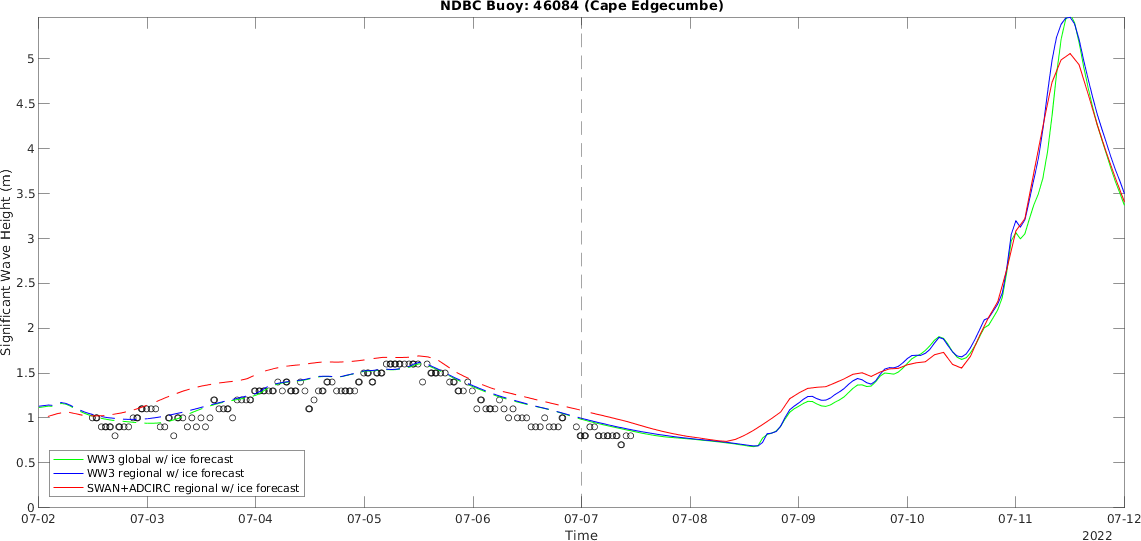 NDBC Buoy: 46084 (Cape Edgecumbe)
Significant Wave Height (m)
5
4.5
4
3.5
3
2.5
2
1.5
1
0.5
0
WW3 global w/ ice forecast
WW3 regional w/ ice forecast
SWAN+ADCIRC regional w/ ice forecast
07-02 07-03 07-04 07-05 07-06 07-07 07-08 07-09 07-10 07-11 07-12
Time
2022